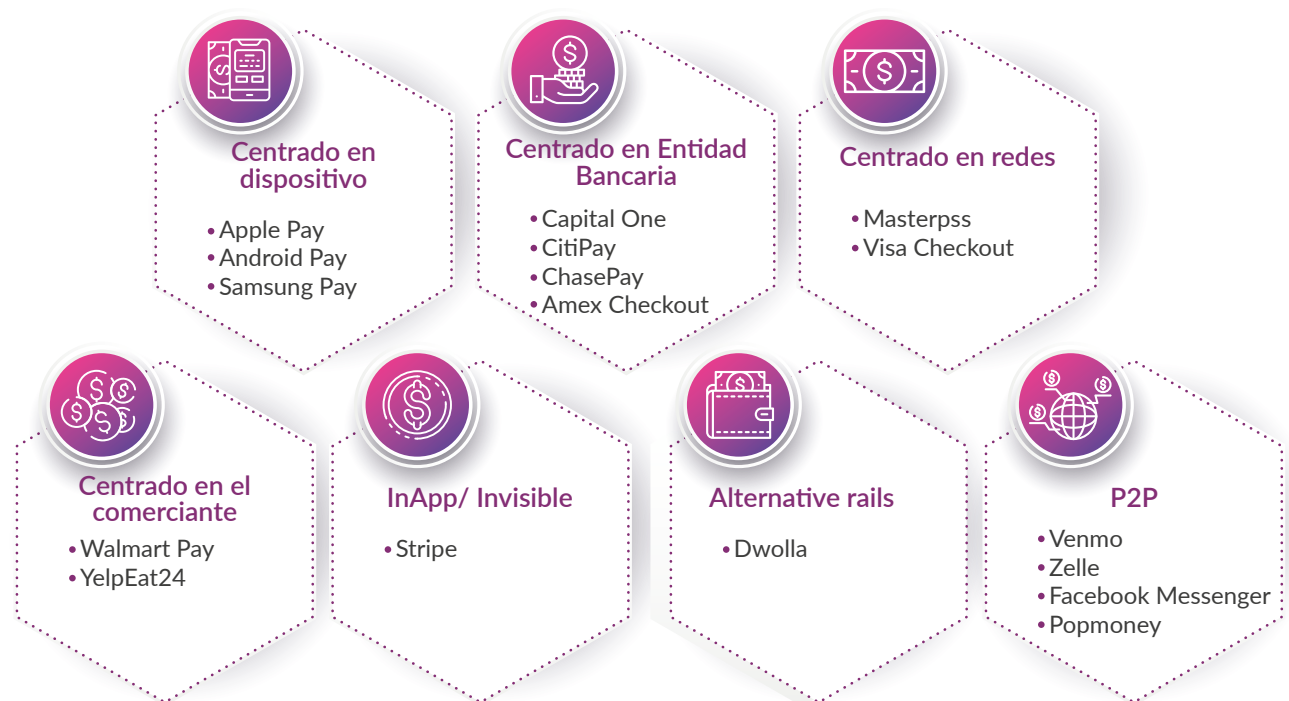 Centrado en
dispositivo
• Apple Pay
• Android Pay
• Samsung Pay
Centrado en Entidad
Bancaria
• Capital One
• CitiPay
• ChasePay
• Amex Checkout
Centrado en redes
• Masterpss
• Visa Checkout
Centrado en el
comerciante
• Walmart Pay
• YelpEat24
InApp/ Invisible
• Stripe
Alternative rails
• Dwolla
P2P
• Venmo
• Zelle
• Facebook Messenger
• Popmoney